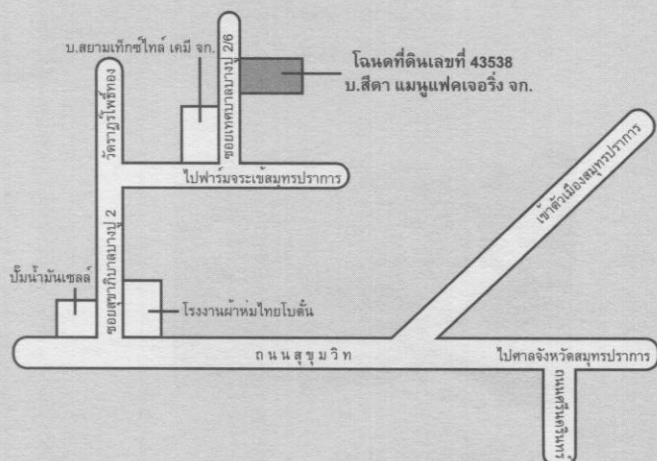 บ.สยามเท็กซ์ไทล์ เคมี จก.
ซอยเทศบาลบางปู 2/6
โฉนดที่ดินเลขที่ 43538
บ.สีดา แมนูแฟคเจอริ่ง จก.
วัดราฎร์โพธิ์ทอง
ไปฟาร์มจระเข้สมุทรปราการ
เข้าตัวเมืองสมุทรปราการ
ซอยสุขาภิบาลบางปู 2
ปั๊มน้ำมันเซลล์
โรงงานผ้าห่มไทยโบตั๋น
ถนนสุขุมวิท
ไปศาลจังหวัดสมุทรปราการ
ถนนศรีนครินทร์